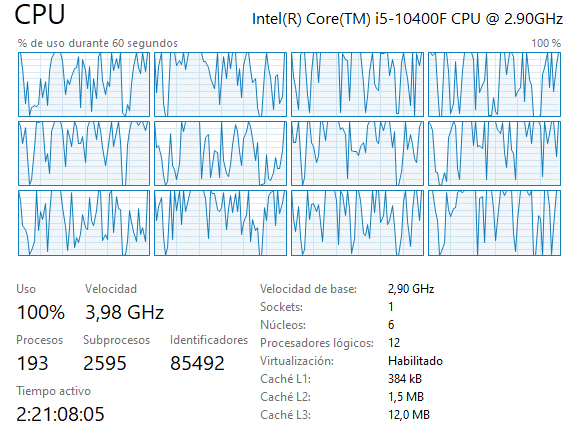 CPU
Intel(R) Core(TM) i5-10400F CPU @ 2.90GHz
% de uso durante 60 segundos
100 %
Uso
Velocidad
100%
3,98 GHz
Procesos
Subprocesos
Identificadores
193
2595
85492
Tiempo activo
2:21:08:05
Velocidad de base: 2,90 GHz
Sockets: 1
Núcleos: 6
Procesadores lógicos: 12
Virtualización: Habilitado
Caché L1: 384 kB
Caché L2: 1,5 MB
Caché L3: 12,0 MB